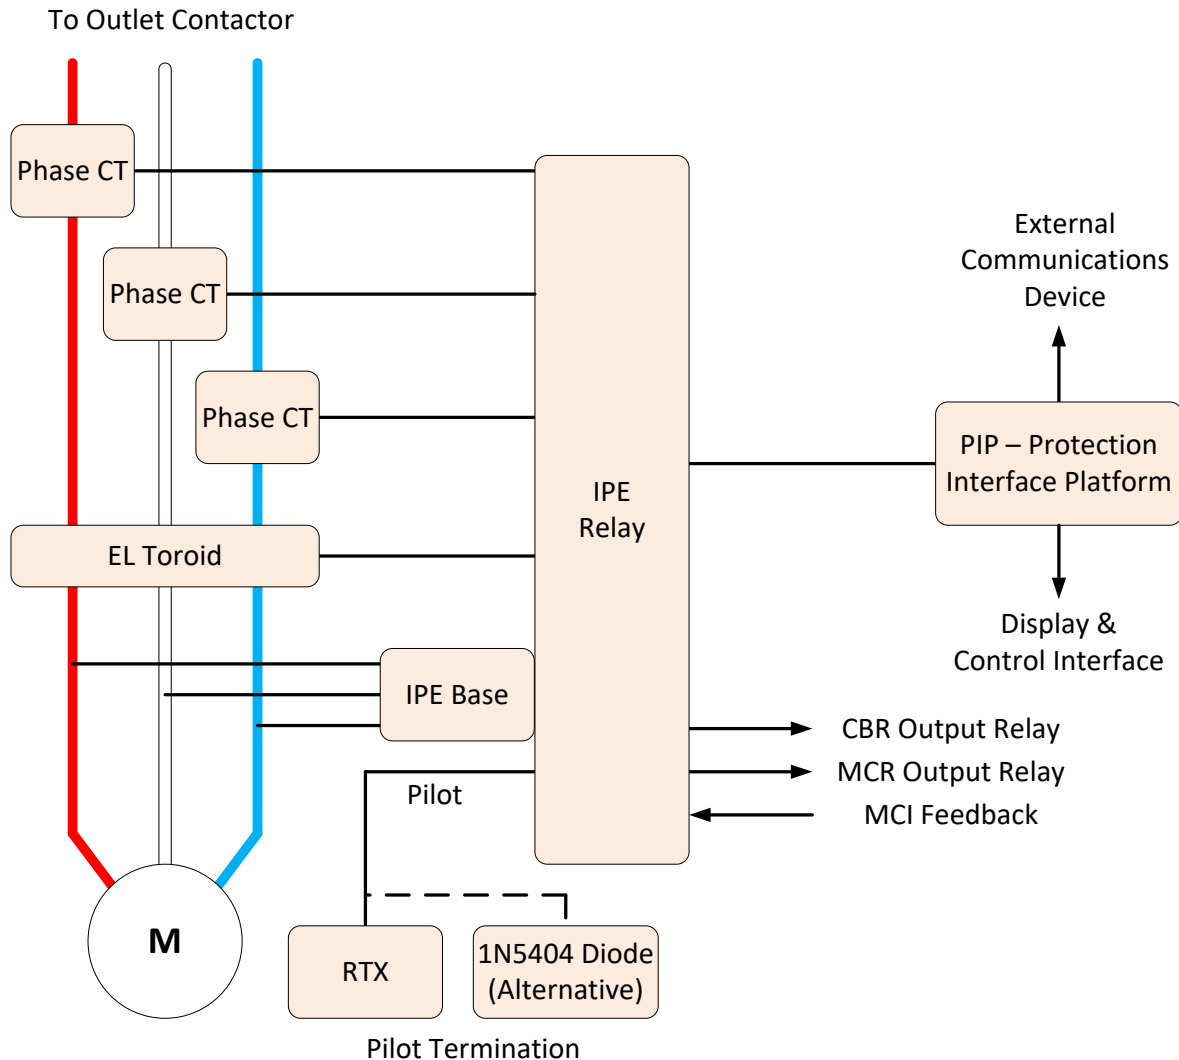 To Outlet Contactor
Phase CT
Phase CT
Phase CT
EL Toroid
IPE Base
Pilot
IPE
Relay
External
Communications
Device
PIP – Protection
Interface Platform
Display &
Control Interface
CBR Output Relay
MCR Output Relay
MCI Feedback
M
RTX
1N5404 Diode
(Alternative)
Pilot Termination